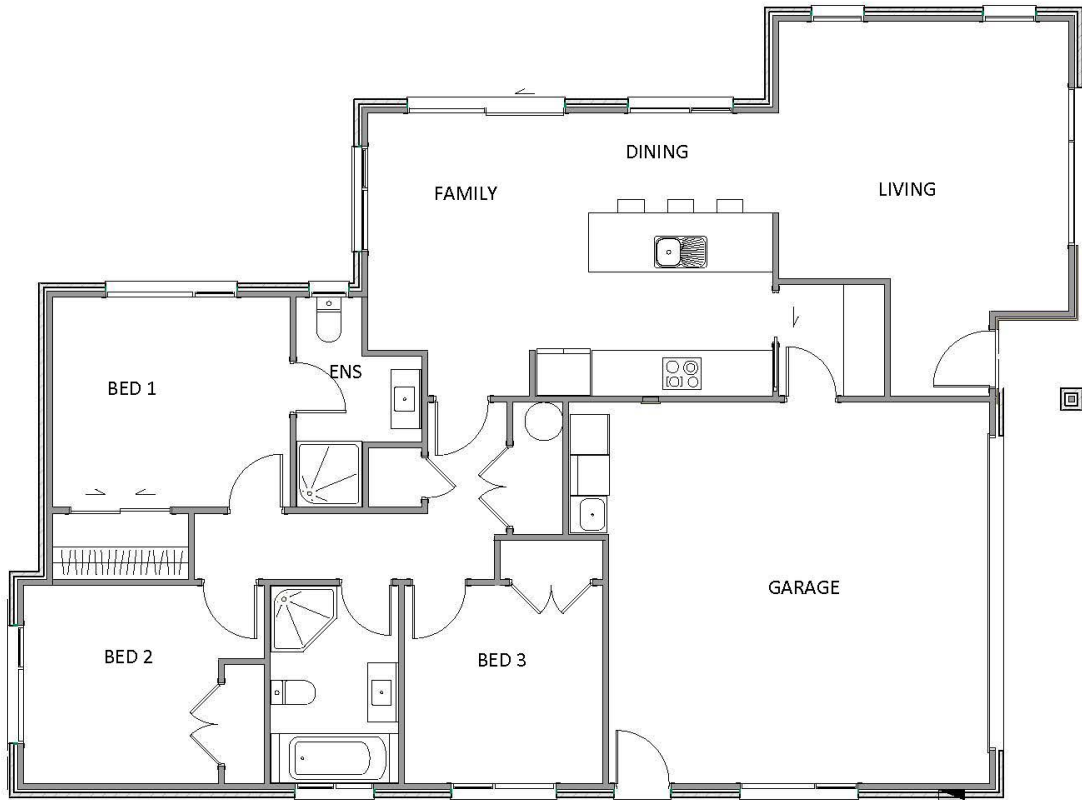 DINING
FAMILY
LIVING
ENS
BED 1
GARAGE
BED 2
BED 3